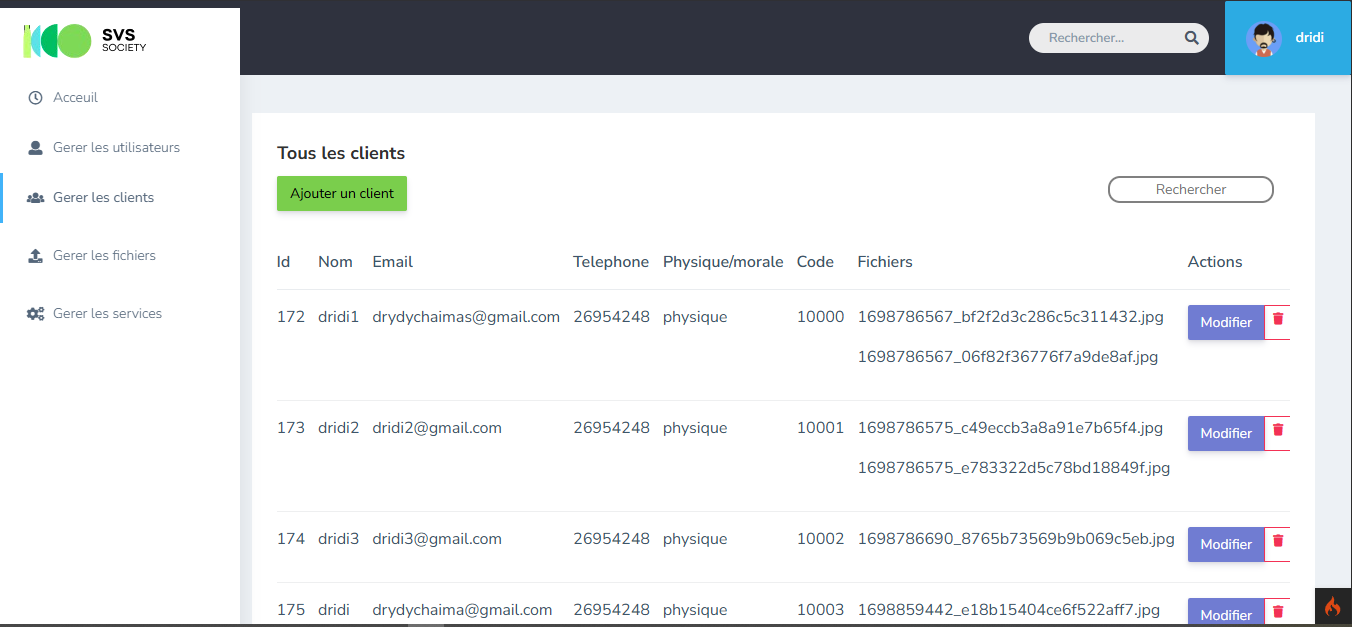 SVS
SOCIETY
Rechercher...
dridi
Acceuil
Gerer les utilisateurs
Gerer les clients
Gerer les fichiers
Gerer les services
Tous les clients
Ajouter un client
Rechercher
Id Nom Email Telephone Physique/morale Code Fichiers Actions
172 dridi1 drydychaimas@gmail.com 26954248 physique 10000 1698786567_bf2f2d3c286c5c311432.jpg Modifier
1698786567_06f82f36776f7a9de8af.jpg
173 dridi2 dridi2@gmail.com 26954248 physique 10001 1698786575_c49eccb3a8a91e7b65f4.jpg Modifier
1698786575_e783322d5c78bd18849f.jpg
174 dridi3 dridi3@gmail.com 26954248 physique 10002 1698786690_8765b73569b9b069c5eb.jpg Modifier
175 dridi drydychaima@gmail.com 26954248 physique 10003 1698859442_e18b15404ce6f522aff7.jpg Modifier